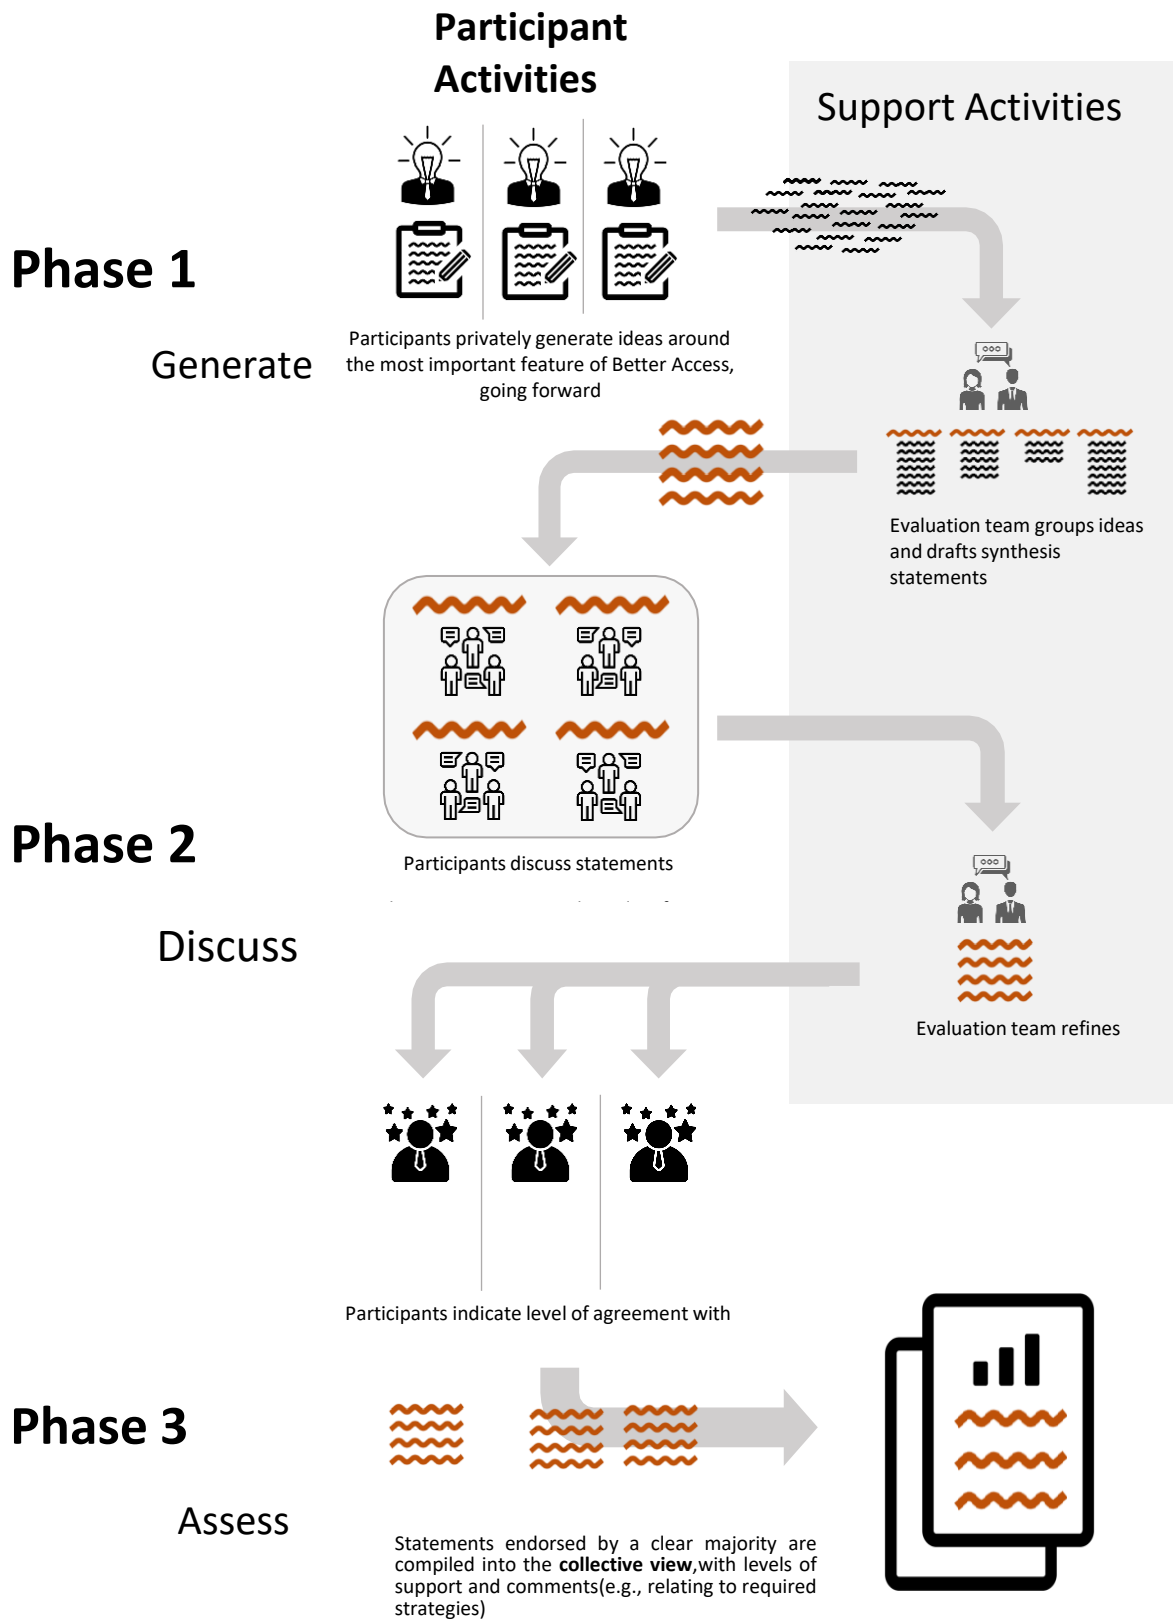 Participant
Activities
Support Activities
Phase 1
Generate
Participants privately generate ideas around
the most important feature of Better Access,
going forward
Evaluation team groups ideas
and drafts synthesis
statements
Phase 2
Participants discuss statements
Discuss
Evaluation team refines
Participants indicate level of agreement with
Phase 3
Assess
Statements endorsed by a clear majority are
compiled into the collective view,with levels of
support and comments(e.g., relating to required
strategies)